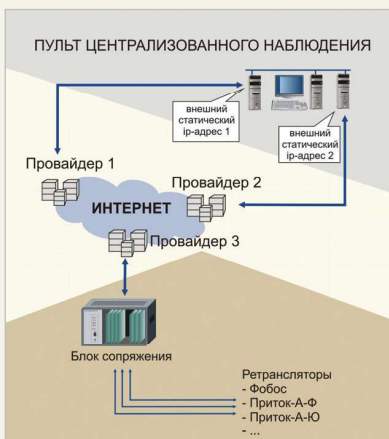 ПУЛЬТ ЦЕНТРАЛИЗОВАННОГО НАБЛЮДЕНИЯ
внешний
статический
ip-адрес 1
внешний
статический
ip-адрес 2
Провайдер 1
Провайдер 2
ИНТЕРНЕТ
Провайдер 3
Блок сопряжения
Ретрансляторы
- Фобос
- Приток-А-Ф
- Приток-А-Ю
- ...